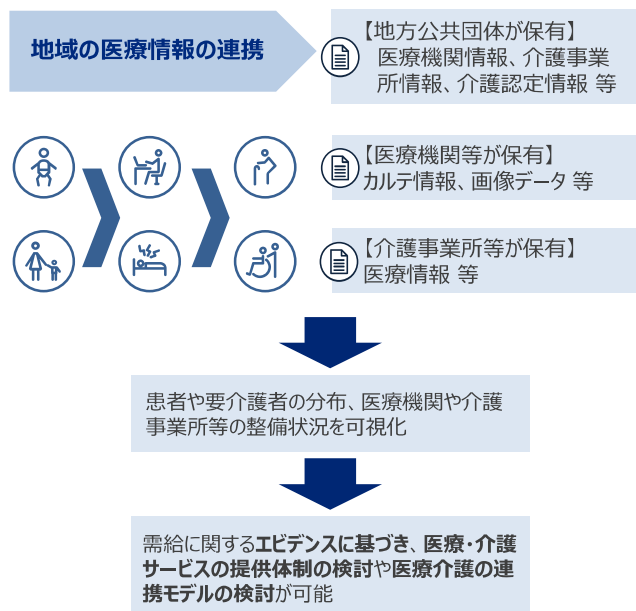 地域の医療情報の連携
【地方公共団体が保有】
医療機関情報、介護事業
所情報、介護認定情報 等
【医療機関等が保有】
カルテ情報、画像データ 等
【介護事業所等が保有】
医療情報 等
患者や要介護者の分布、医療機関や介護
事業所等の整備状況を可視化
需給に関するエビデンスに基づき、医療・介護
サービスの提供体制の検討や医療介護の連
携モデルの検討が可能